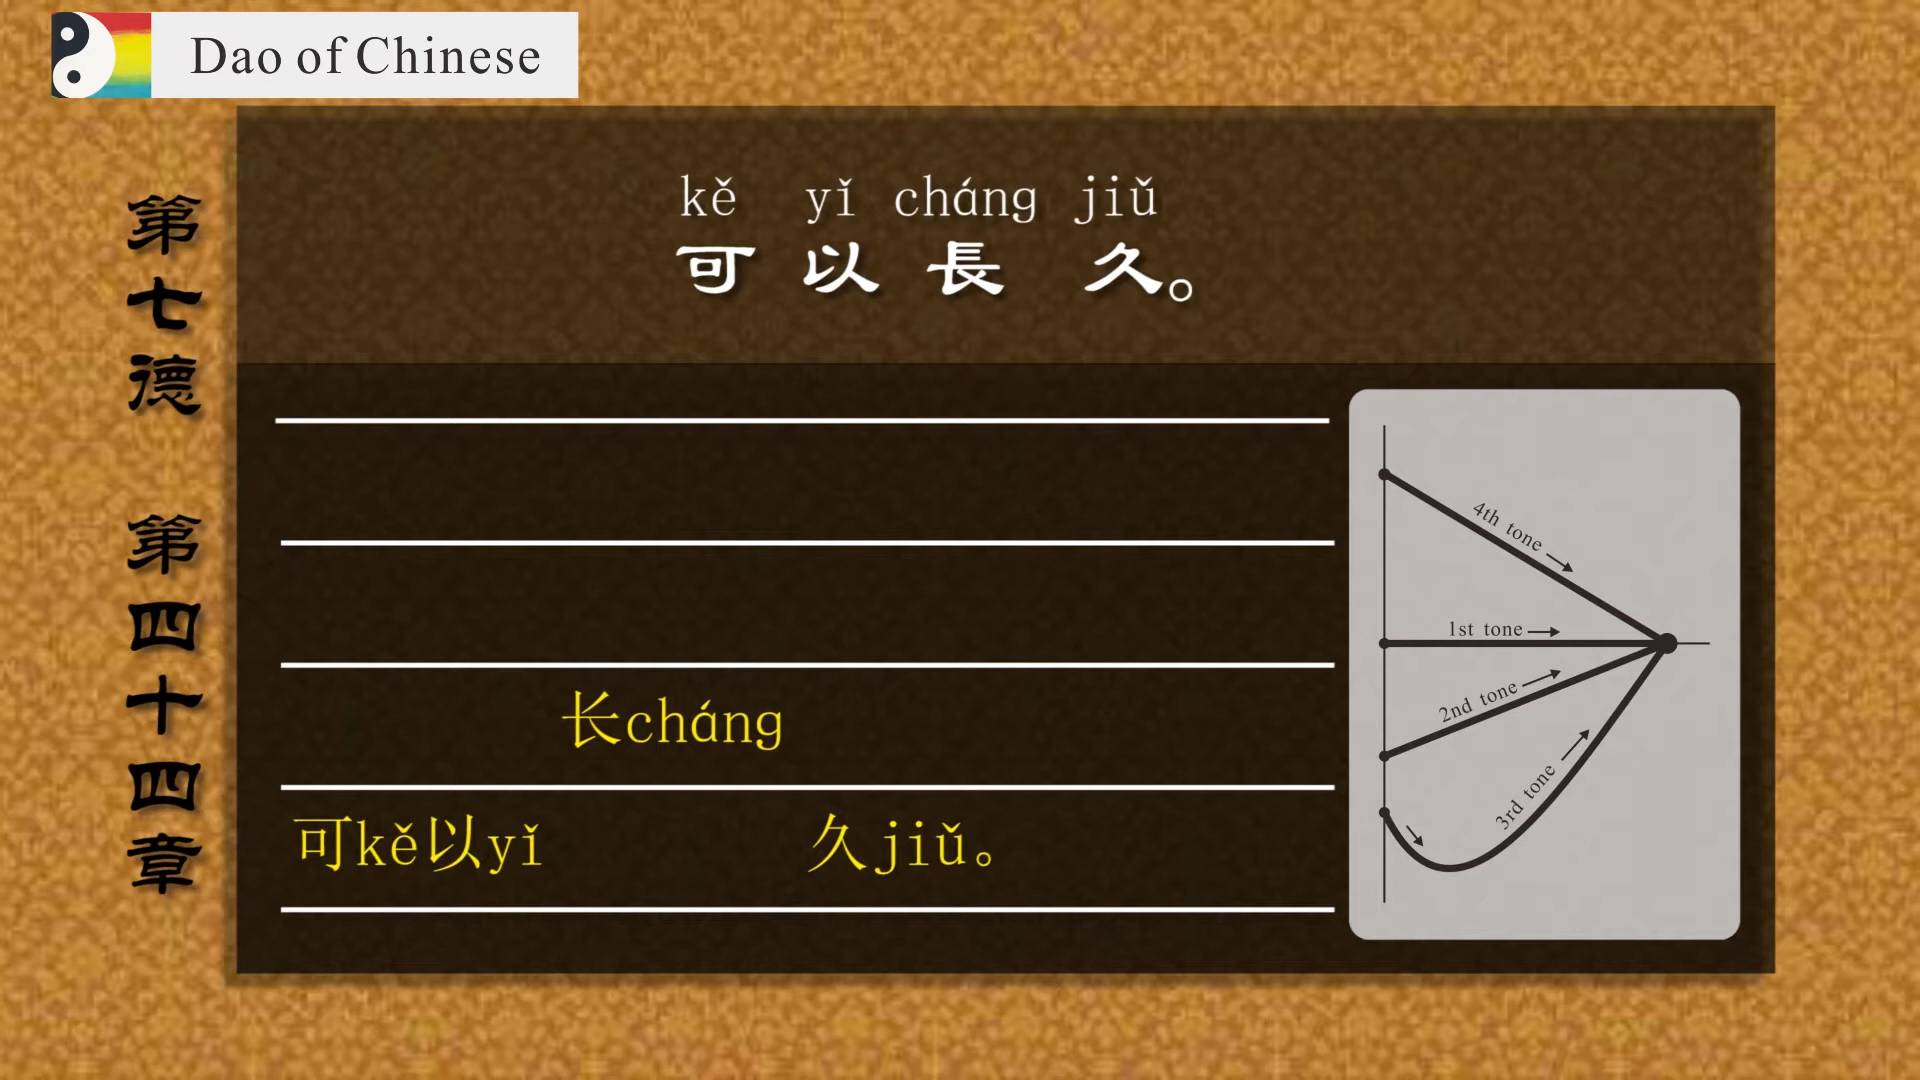 Dao of Chinese
第七德 第四十四章
kě yǐ cháng jiǔ
可以長久。
长cháng
可kě以yǐ 久jiǔ。
4th tone
1st tone
2nd tone
3rd tone